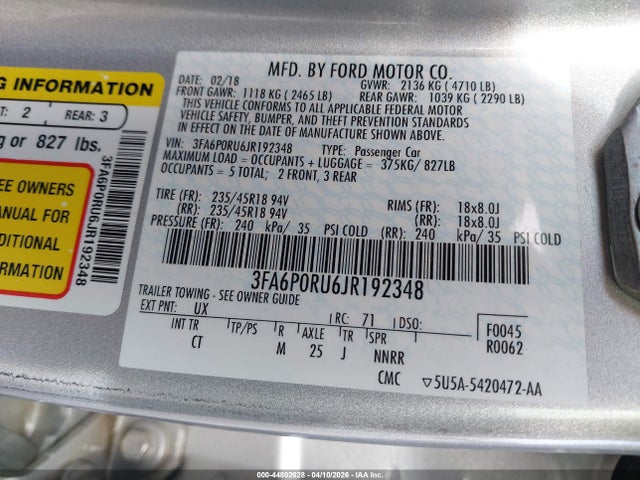 G INFORMATION
T: 2 REAR: 3
g or 827 lbs.
EE OWNERS
ANUAL FOR
DDITIONAL
ORMATION
3FA6P0RU6JR192348
MFD. BY FORD MOTOR CO.
DATE: 02/18 GVWR: 2136 KG ( 4710 LB)
FRONT GAWR: 1118 KG ( 2465 LB) REAR GAWR: 1039 KG ( 2290 LB)
THIS VEHICLE CONFORMS TO ALL APPLICABLE FEDERAL MOTOR
VEHICLE SAFETY, BUMPER, AND THEFT PREVENTION STANDARDS
IN EFFECT ON THE DATE OF MANUFACTURE SHOWN ABOVE.
VIN: 3FA6P0RU6JR192348 TYPE: Passenger Car
MAXIMUM LOAD = OCCUPANTS + LUGGAGE = 375KG/ 827LB
OCCUPANTS = 5 TOTAL; 2 FRONT, 3 REAR
TIRE (FR): 235/45R18 94V RIMS (FR): 18x8.0J
(RR): 235/45R18 94V (RR): 18x8.0J
PRESSURE (FR): 240 kPa/ 35 PSI COLD (RR): 240 kPa/ 35 PSI COLD
3FA6P0RU6JR192348
TRAILER TOWING - SEE OWNER GUIDE
EXT PNT: UX RC: 71 DSO: F0045
INT TR TP/PS R AXLE TR SPR R0062
CT M 25 J NNRR
CMC ▽5U5A-5420472-AA
000-44802628 - 04/10/2026 - IAA Inc.